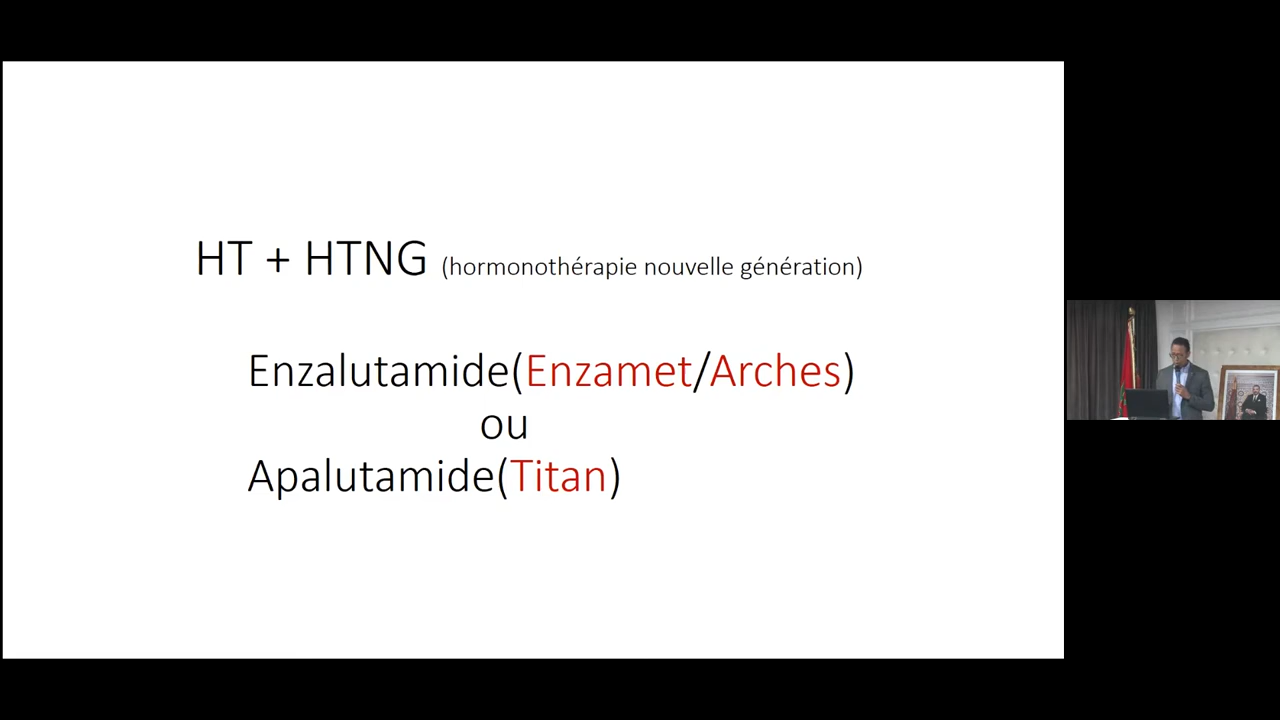 HT + HTNG (hormonothérapie nouvelle génération)
Enzalutamide(Enzamet/Arches)
ou
Apalutamide(Titan)